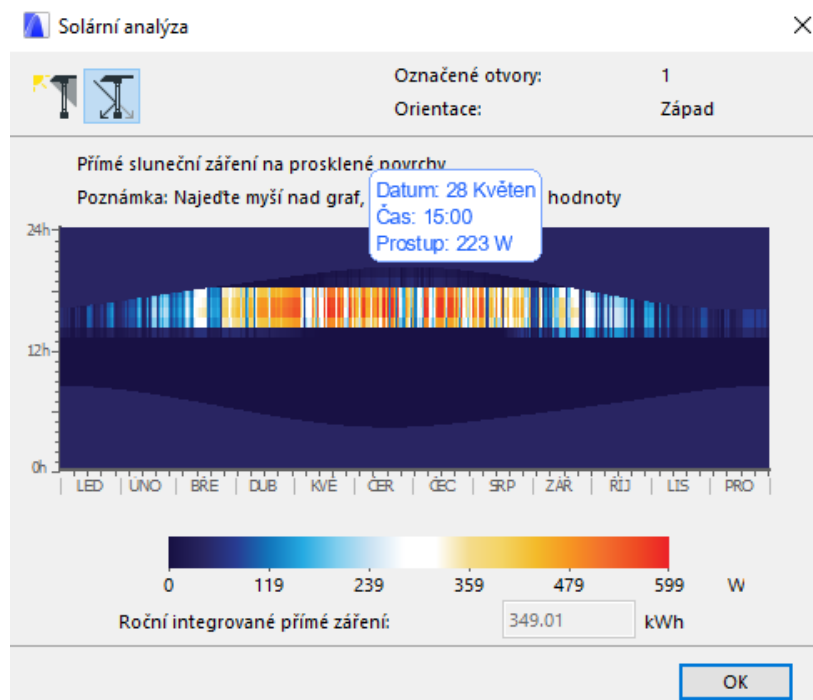 Solární analýza
Označené otvory: 1
Orientace: Západ
Přímé sluneční záření na prosklené povrchy
Poznámka: Najeďte myší nad graf, hodnoty
Datum: 28 Květen
Čas: 15:00
Prostup: 223 W
24h
12h
0h
LED | ÚNO | BŘE | DUB | KVĚ | ČER | ČEC | SRP | ZÁŘ | ŘÍJ | LIS | PRO
0 119 239 359 479 599 W
Roční integrované přímé záření: 349.01 kWh
OK